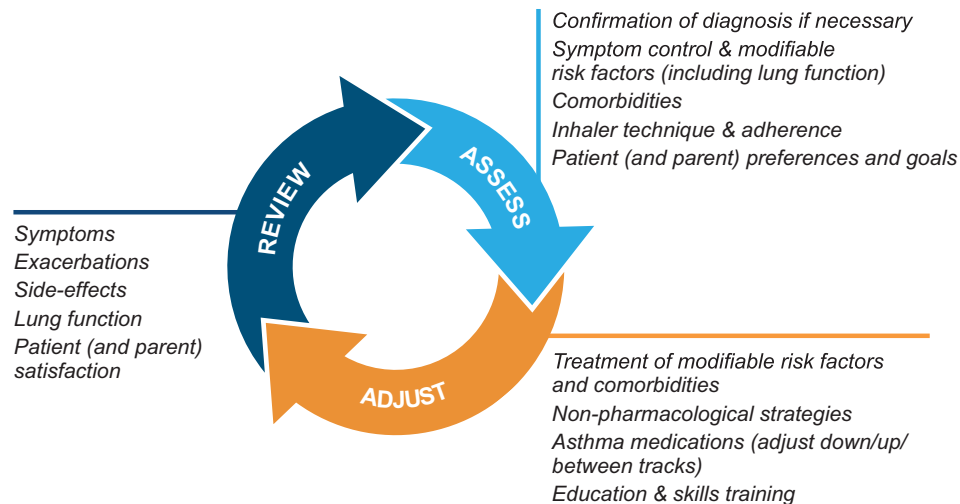 Confirmation of diagnosis if necessary
Symptom control & modifiable
risk factors (including lung function)
Comorbidities
Inhaler technique & adherence
Patient (and parent) preferences and goals
ASSESS
REVIEW
Symptoms
Exacerbations
Side-effects
Lung function
Patient (and parent)
satisfaction
ADJUST
Treatment of modifiable risk factors
and comorbidities
Non-pharmacological strategies
Asthma medications (adjust down/up/
between tracks)
Education & skills training